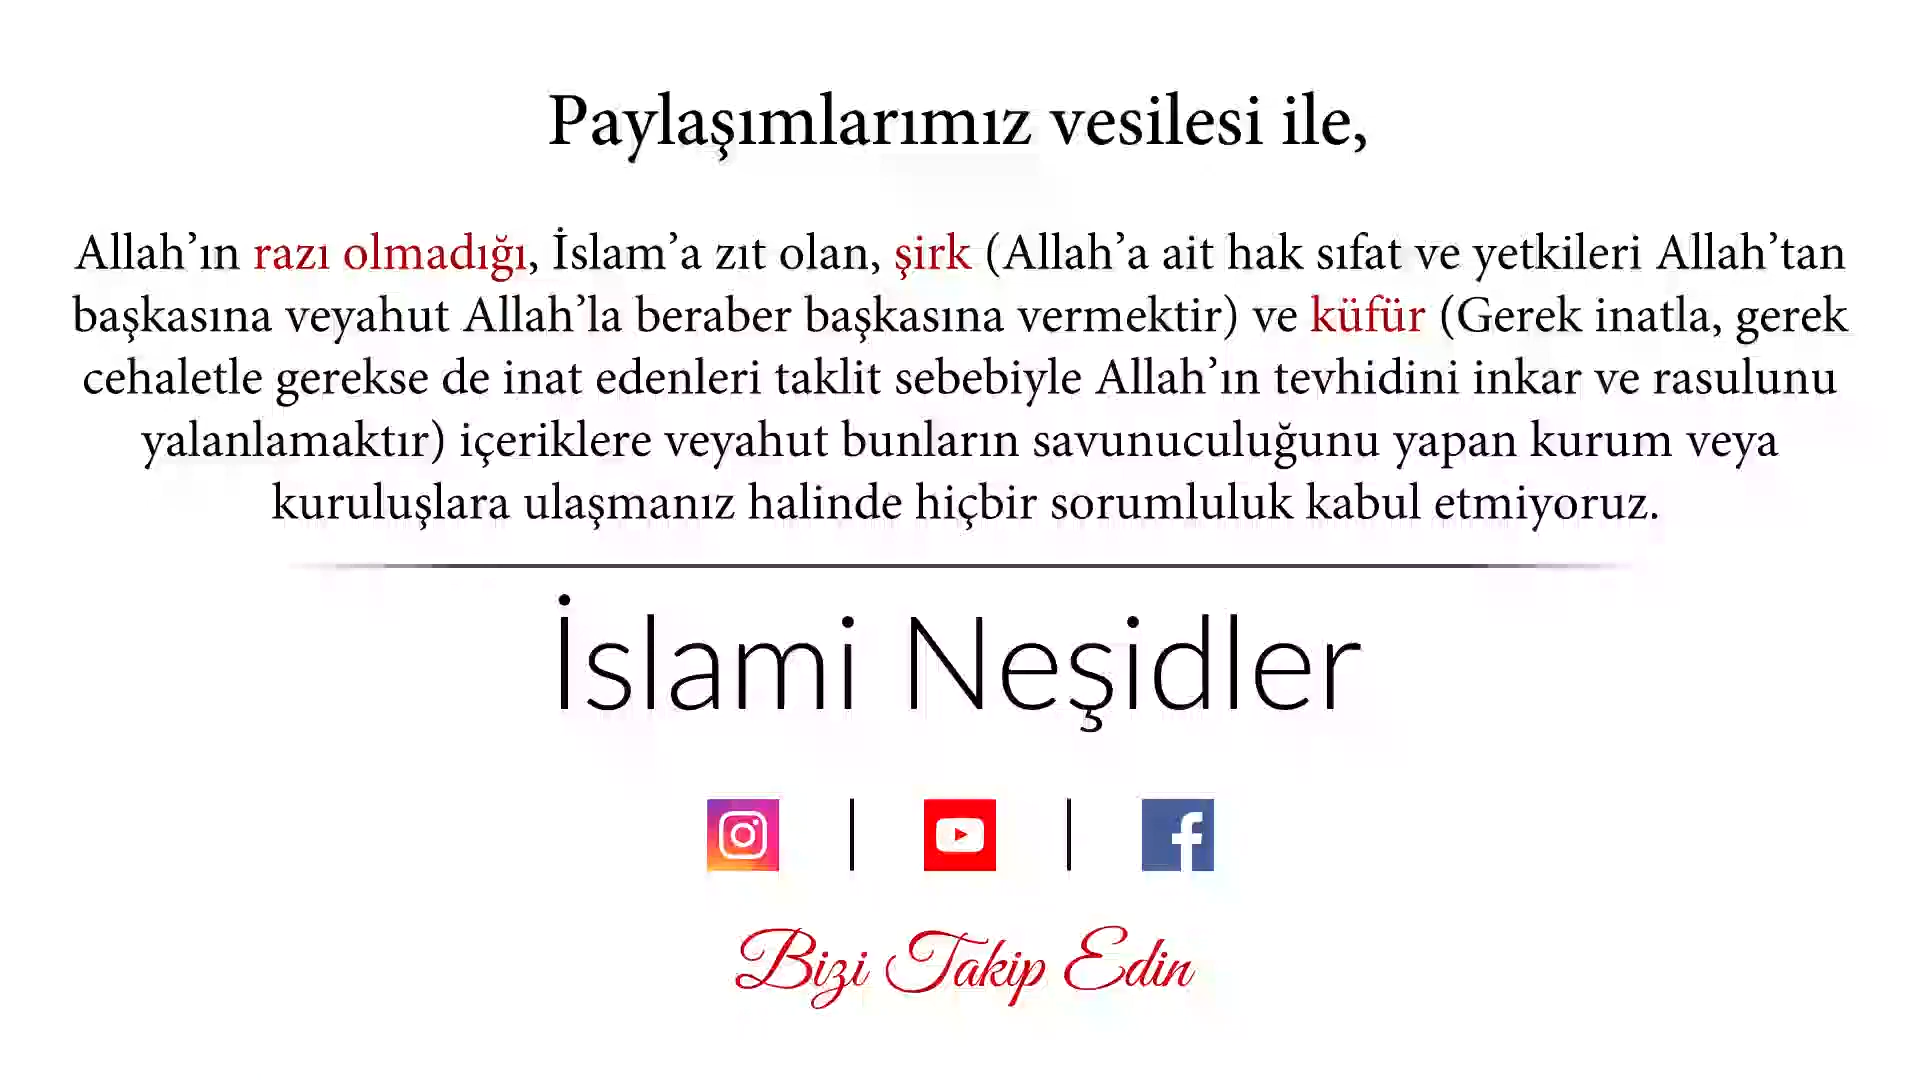 Paylaşımlarımız vesilesi ile,
Allah’ın razı olmadığı, İslam’a zıt olan, şirk (Allah’a ait hak sıfat ve yetkileri Allah’tan
başkasına veyahut Allah’la beraber başkasına vermektir) ve küfür (Gerek inatla, gerek
cehaletle gerekse de inat edenleri taklit sebebiyle Allah’ın tevhidini inkar ve rasulunu
yalanlamaktır) içeriklere veyahut bunların savunuculuğunu yapan kurum veya
kuruluşlara ulaşmanız halinde hiçbir sorumluluk kabul etmiyoruz.
İslami Neşidler
Bizi Takip Edin